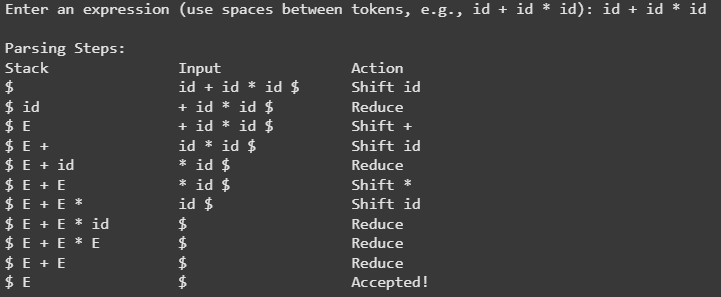 Enter an expression (use spaces between tokens, e.g., id + id * id): id + id * id
Parsing Steps:
Stack Input Action
$ id + id * id $ Shift id
$ id + id * id $ Reduce
$ E + id * id $ Shift +
$ E + id * id $ Shift id
$ E + id * id $ Reduce
$ E + E * id $ Shift *
$ E + E * id $ Shift id
$ E + E * id $ Reduce
$ E + E * E $ Reduce
$ E + E $ Reduce
$ E $ Accepted!